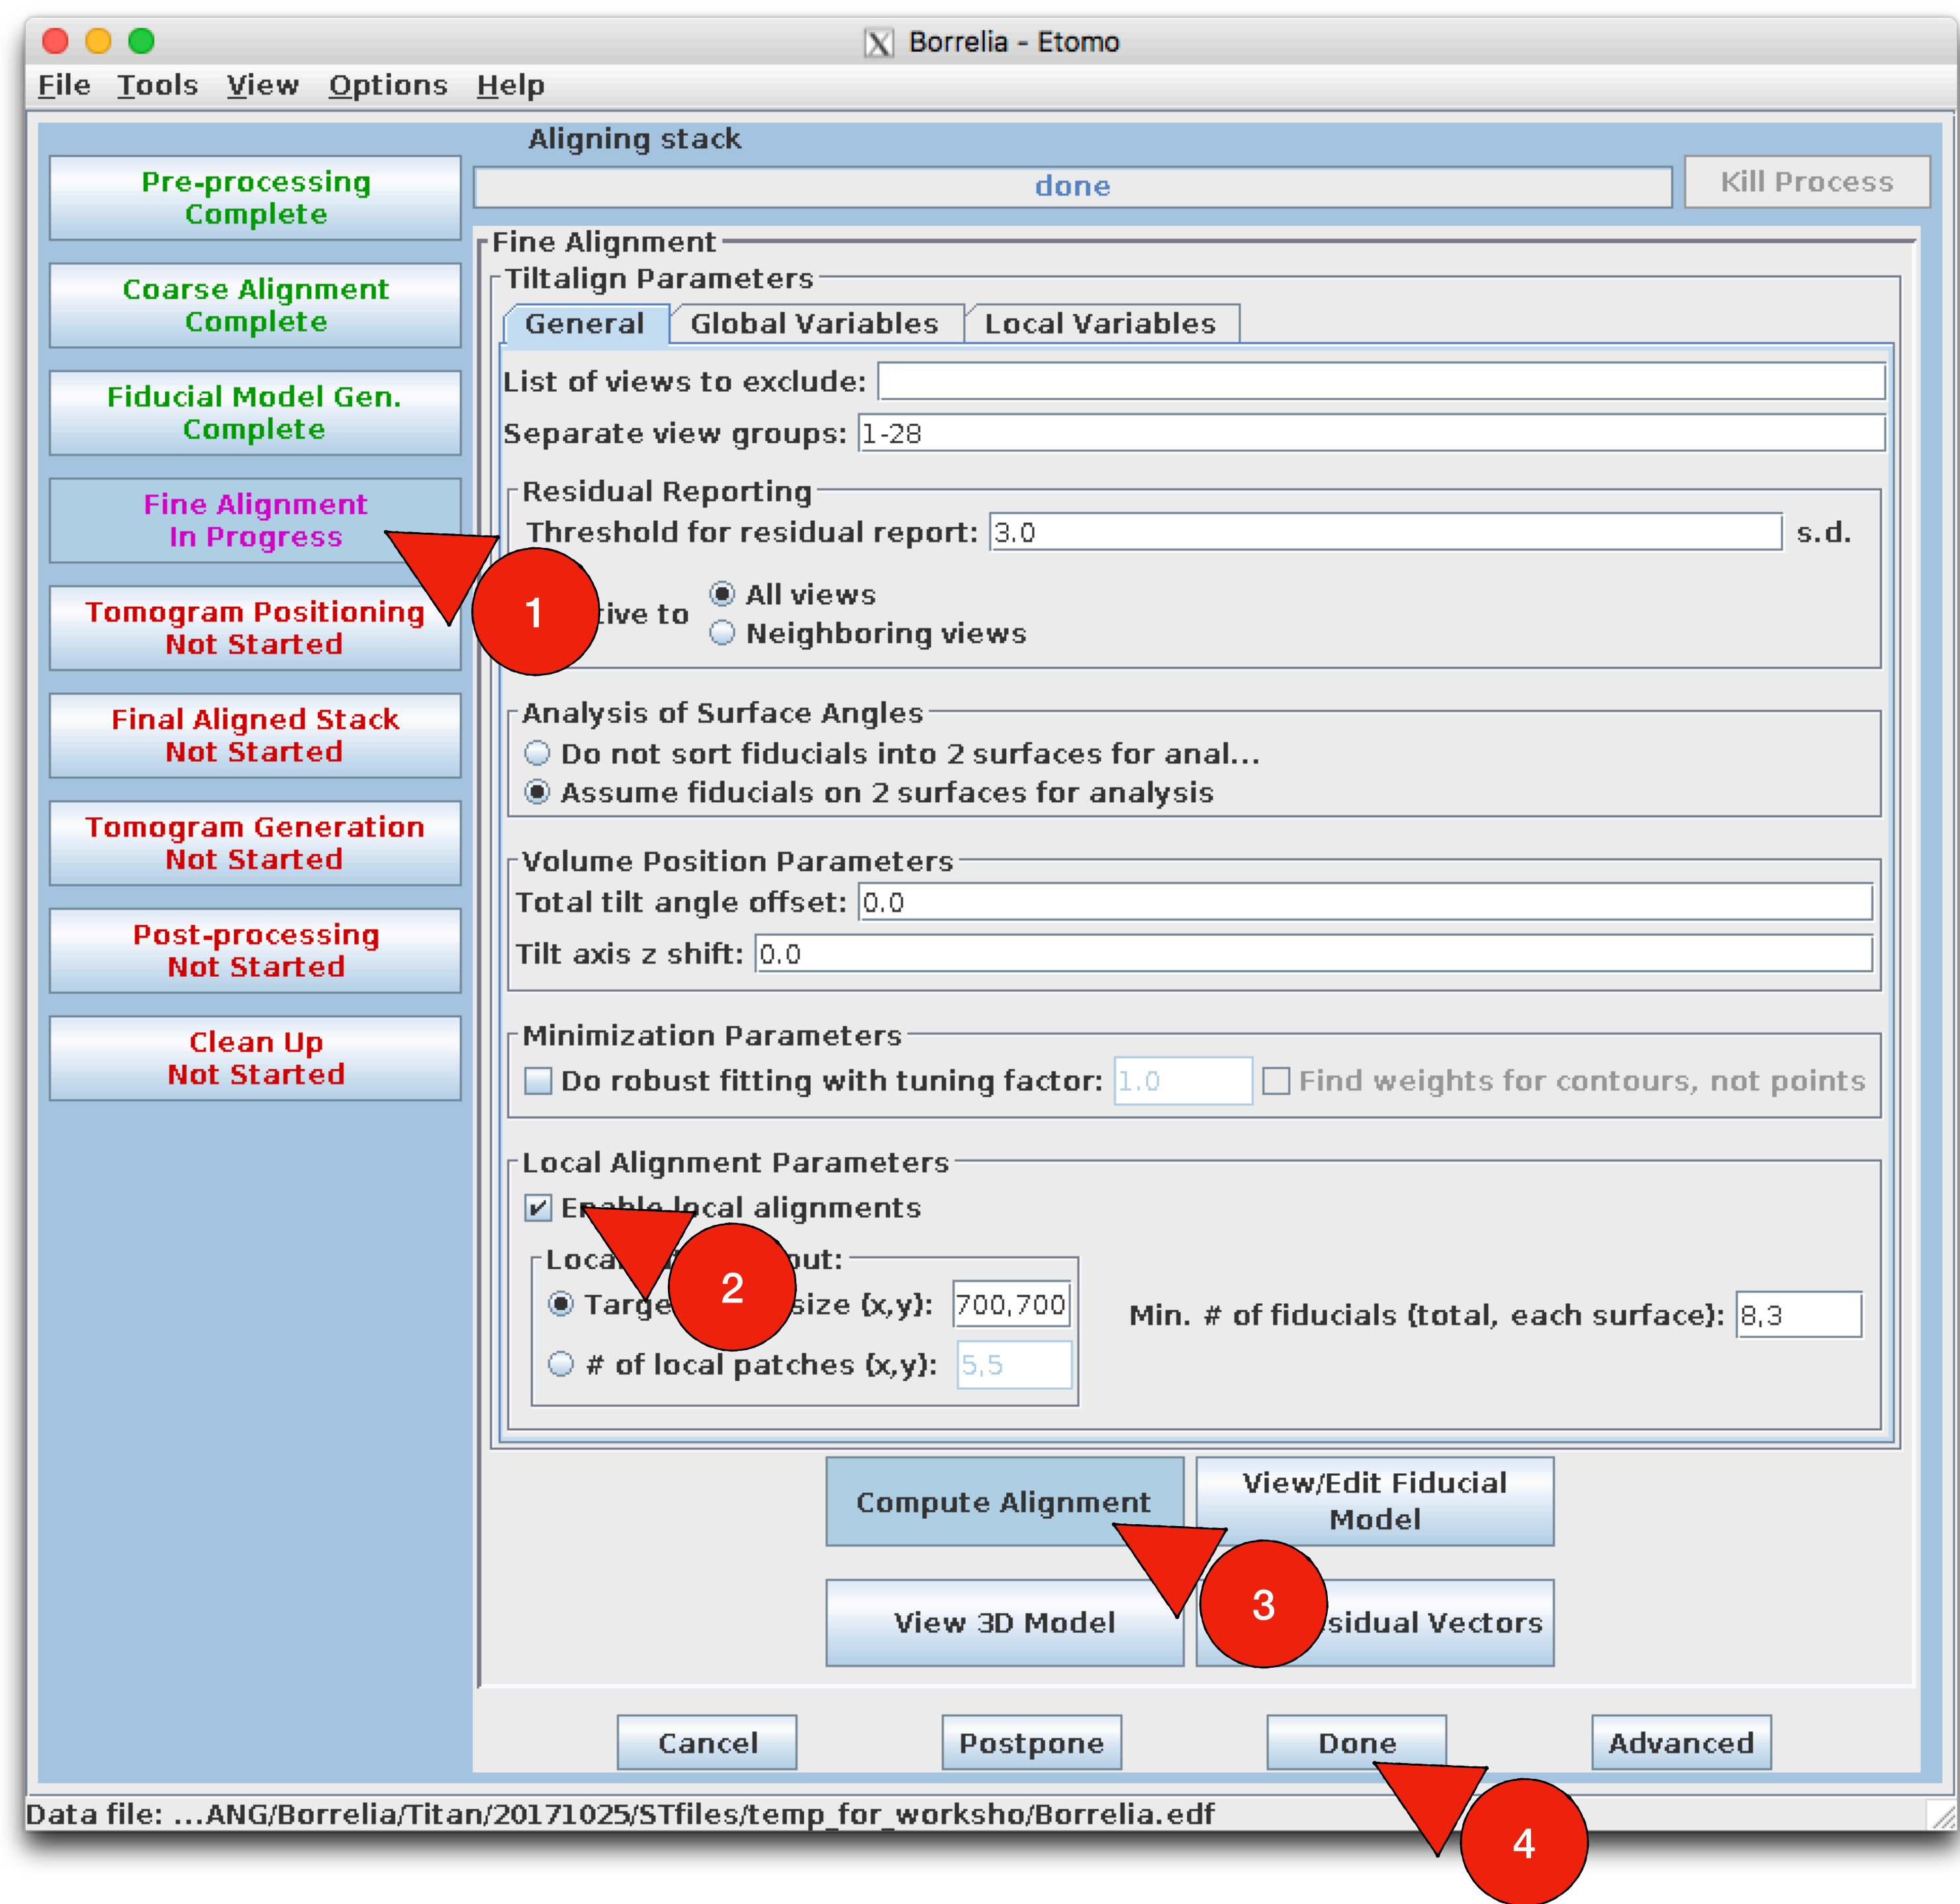 Borrelia - Etomo
File Tools View Options Help
Aligning stack
done
Kill Process
Pre-processing
Complete
Coarse Alignment
Complete
Fiducial Model Gen.
Complete
Fine Alignment
In Progress
Tomogram Positioning
Not Started
Final Aligned Stack
Not Started
Tomogram Generation
Not Started
Post-processing
Not Started
Clean Up
Not Started
Fine Alignment
Tiltalign Parameters
General Global Variables Local Variables
List of views to exclude:
Separate view groups: 1-28
Residual Reporting
Threshold for residual report: 3.0 s.d.
1
tive to
All views
Neighboring views
Analysis of Surface Angles
Do not sort fiducials into 2 surfaces for anal...
Assume fiducials on 2 surfaces for analysis
Volume Position Parameters
Total tilt angle offset: 0.0
Tilt axis z shift: 0.0
Minimization Parameters
Do robust fitting with tuning factor: 1.0 Find weights for contours, not points
Local Alignment Parameters
Enable local alignments
2
size (x,y): 700,700
Min. # of fiducials (total, each surface): 8,3
# of local patches (x,y): 5,5
Compute Alignment
View/Edit Fiducial
Model
View 3D Model
3
sidual Vectors
Cancel Postpone Done Advanced
4
Data file: ...ANG/Borrelia/Titan/20171025/STfiles/temp_for_worksho/Borrelia.edf